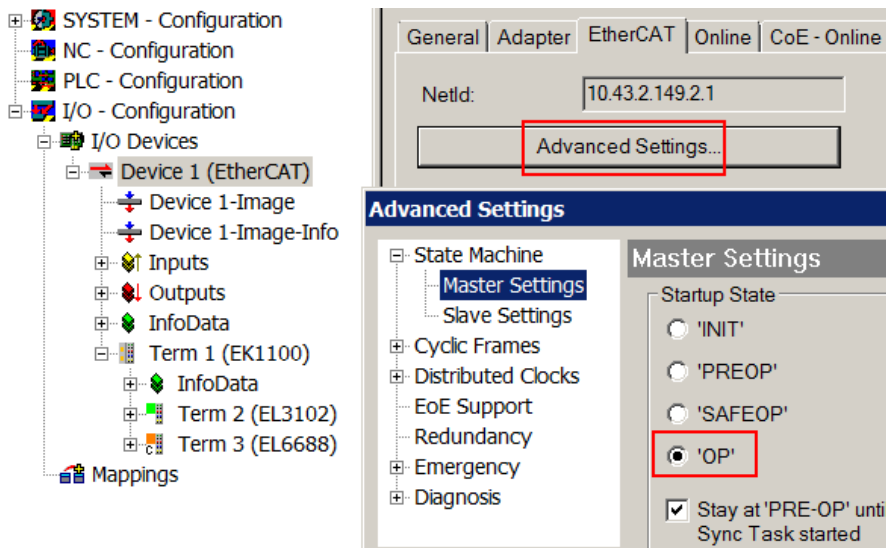 SYSTEM - Configuration
NC - Configuration
PLC - Configuration
I/O - Configuration
I/O Devices
Device 1 (EtherCAT)
Device 1-Image
Device 1-Image-Info
Inputs
Outputs
InfoData
Term 1 (EK1100)
InfoData
Term 2 (EL3102)
Term 3 (EL6688)
Mappings
General Adapter EtherCAT Online CoE - Online
NetId: 10.43.2.149.2.1
Advanced Settings...
Advanced Settings
State Machine
Master Settings
Slave Settings
Cyclic Frames
Distributed Clocks
EoE Support
Redundancy
Emergency
Diagnosis
Master Settings
Startup State
'INIT'
'PREOP'
'SAFEOP'
'OP'
Stay at 'PRE-OP' unti
Sync Task started